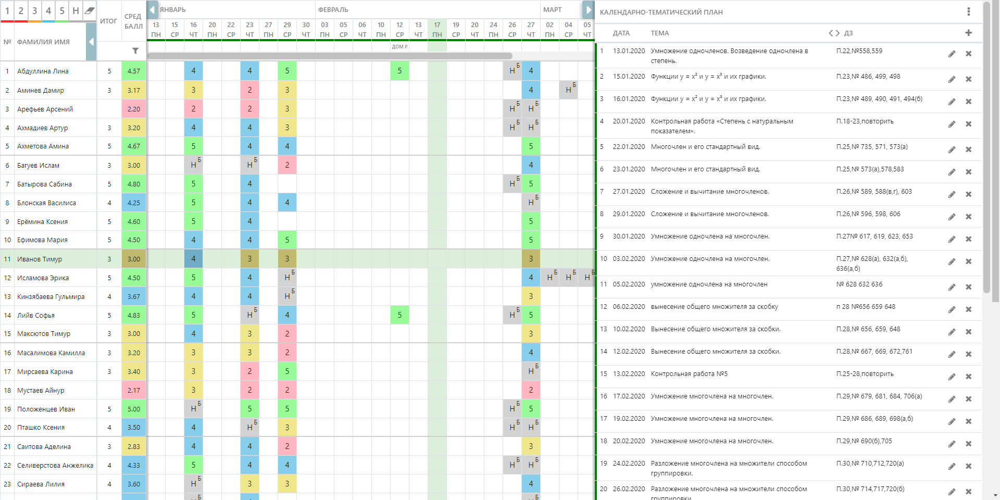 1 2 3 4 5 Н
ИТОГ
СРЕД БАЛЛ
№ ФАМИЛИЯ ИМЯ
ЯНВАРЬ ФЕВРАЛЬ МАРТ
13 15 16 20 22 23 27 29 30 03 05 06 10 12 13 17 19 20 24 26 27 02 04 05
ПН СР ЧТ ПН СР ЧТ ПН СР ЧТ ПН СР ЧТ ПН СР ЧТ ПН СР ЧТ ПН СР ЧТ ПН СР ЧТ
ДОМ Р
1 Абдуллина Лина 5 4.57 4 4 5 5 Н Б 4
2 Аминев Дамир 3 3.17 3 2 3 4 Н Б
3 Арефьев Арсений 2.20 2 2 3 Н Б Н Б
4 Ахмадиев Артур 3 3.20 4 4 3 Н Б Н Б
5 Ахметова Амина 5 4.67 5 4 4 5
6 Багуев Ислам 3 3.00 Н Б Н Б 2 4
7 Батырова Сабина 5 4.80 5 4 Н Б 5
8 Блонская Василиса 4 4.25 5 4 4 Н Б
9 Ерёмина Ксения 5 4.60 5 4 5
10 Ефимова Мария 5 4.50 4 4 5 5
11 Иванов Тимур 3 3.00 4 3 3 3
12 Исламова Эрика 5 4.50 5 4 Н Б 4 Н Б Н Б Н Б
13 Кинзябаева Гульмира 4 3.67 4 4 Н Б 3
14 Лийв Софья 5 4.83 5 Н Б 4 5 Н Б 5
15 Максютов Тимур 3 3.00 4 3 2 3
16 Масалимова Камилла 3 3.20 3 3 2 4
17 Мирсаева Карина 3 3.40 3 2 5 Н Б
18 Мустаев Айнур 2.17 3 2 2 2
19 Положенцев Иван 5 5.00 Н Б 5 5 Н Б 5
20 Пташко Ксения 4 3.50 4 Н Б 3 Н Б Н Б
21 Саитова Аделина 3 2.83 4 4 2 3
22 Селиверстова Анжелика 4 4.33 5 4 4 Н Б Н Б
23 Сираева Лилия 4 3.60 Н Б 3 3 4
Б Б
КАЛЕНДАРНО-ТЕМАТИЧЕСКИЙ ПЛАН
ДАТА ТЕМА ДЗ
1 13.01.2020 Умножение одночленов. Возведение одночлена в П.22,№558,559
степень.
2 15.01.2020 Функции y = x² и y = x³ и их графики. П.23,№ 486, 499, 498
3 16.01.2020 Функции y = x² и y = x³ и их графики. П.23,№ 489, 490, 491, 494(б)
4 20.01.2020 Контрольная работа «Степень с натуральным П.18-23,повторить
показателем».
5 22.01.2020 Многочлен и его стандартный вид. П.25,№ 735, 571, 573(а)
6 23.01.2020 Многочлен и его стандартный вид. П.25,№ 573(а),578,583
7 27.01.2020 Сложение и вычитание многочленов. П.26,№ 589, 588(в,г), 603
8 29.01.2020 Сложение и вычитание многочленов. П.26,№ 596, 598, 606
9 30.01.2020 Умножение одночлена на многочлен. П.27№ 617, 619, 623, 653
10 03.02.2020 Умножение одночлена на многочлен. П.27,№ 628(а), 632(а,б),
636(а,б)
11 05.02.2020 умножение одночлена на многочлен № 628 632 636
12 06.02.2020 вынесение общего множителя за скобку п 28 №656 659 648
13 10.02.2020 Вынесение общего множителя за скобки. П.28,№ 656, 659, 648
14 12.02.2020 Вынесение общего множителя за скобки. П.28,№ 667, 669, 672,761
15 13.02.2020 Контрольная работа №5 П.25-28,повторить
16 17.02.2020 Умножение многочлена на многочлен. П.29,№ 679, 681, 684, 706(а)
17 19.02.2020 Умножение многочлена на многочлен. П.29,№ 686, 689, 698(а,б)
18 20.02.2020 Умножение многочлена на многочлен. П.29,№ 690(б),705
19 24.02.2020 Разложение многочлена на множители способом П.30,№ 710,712,720(а)
группировки.
20 26.02.2020 Разложение многочлена на множители способом П.30,№ 714,717,720(б)
группировки.